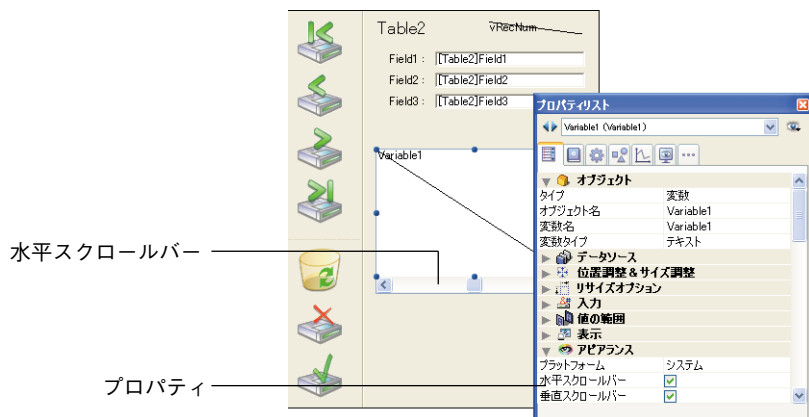 Table2
vRecNum
Field1 : [Table2]Field1
Field2 : [Table2]Field2
Field3 : [Table2]Field3
Variable1
水平スクロールバー
プロパティ
プロパティリスト
Variable1 (Variable1)
オブジェクト
タイプ 変数
オブジェクト名 Variable1
変数名 Variable1
変数タイプ テキスト
データソース
位置調整&サイズ調整
リサイズオプション
入力
値の範囲
表示
アピアランス
プラットフォーム システム
水平スクロールバー
垂直スクロールバー